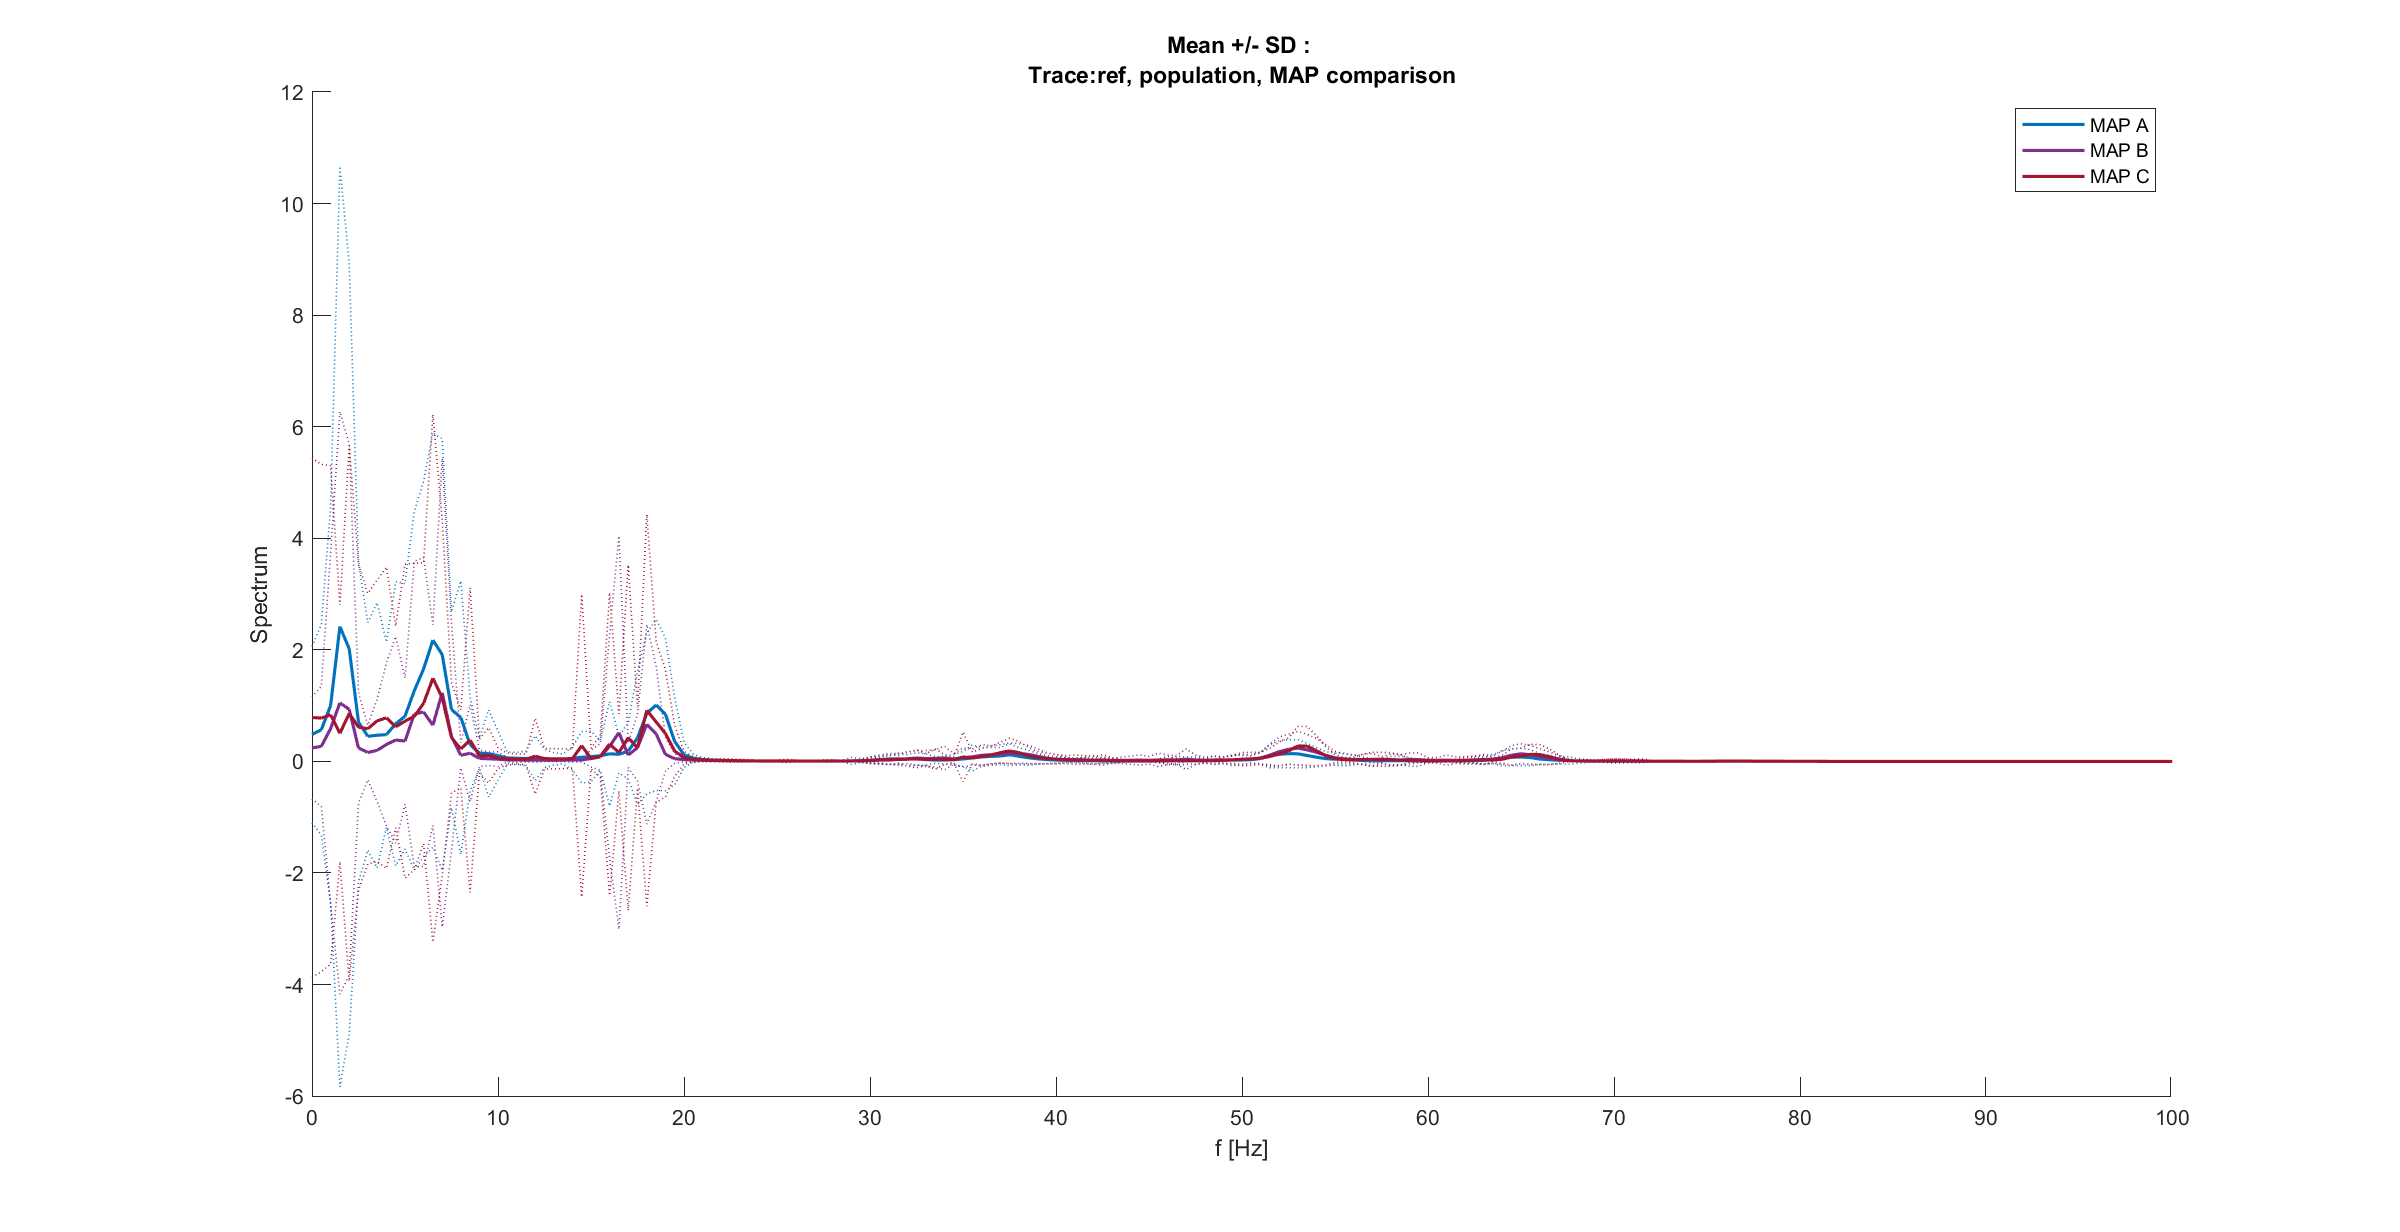 Mean +/- SD :
Trace:ref, population, MAP comparison
MAP A
MAP B
MAP C
12
10
8
6
4
2
0
-2
-4
-6
Spectrum
0 10 20 30 40 50 60 70 80 90 100
f [Hz]